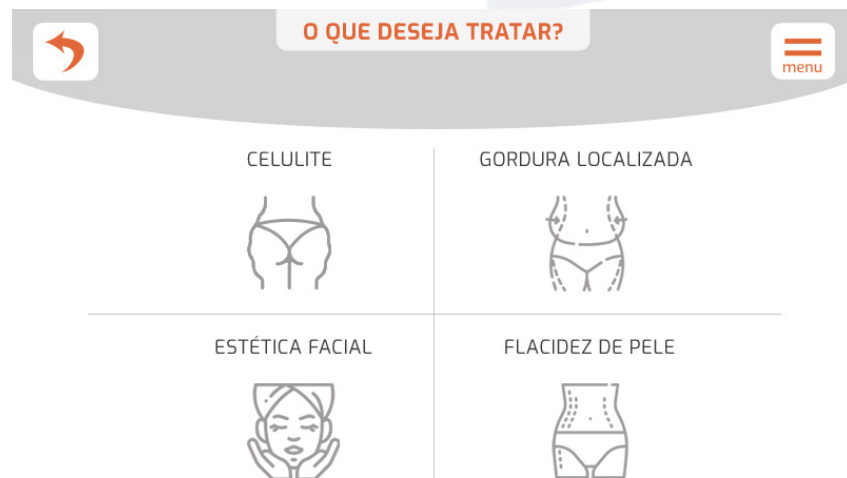 O QUE DESEJA TRATAR?
menu
CELULITE
GORDURA LOCALIZADA
ESTÉTICA FACIAL
FLACIDEZ DE PELE